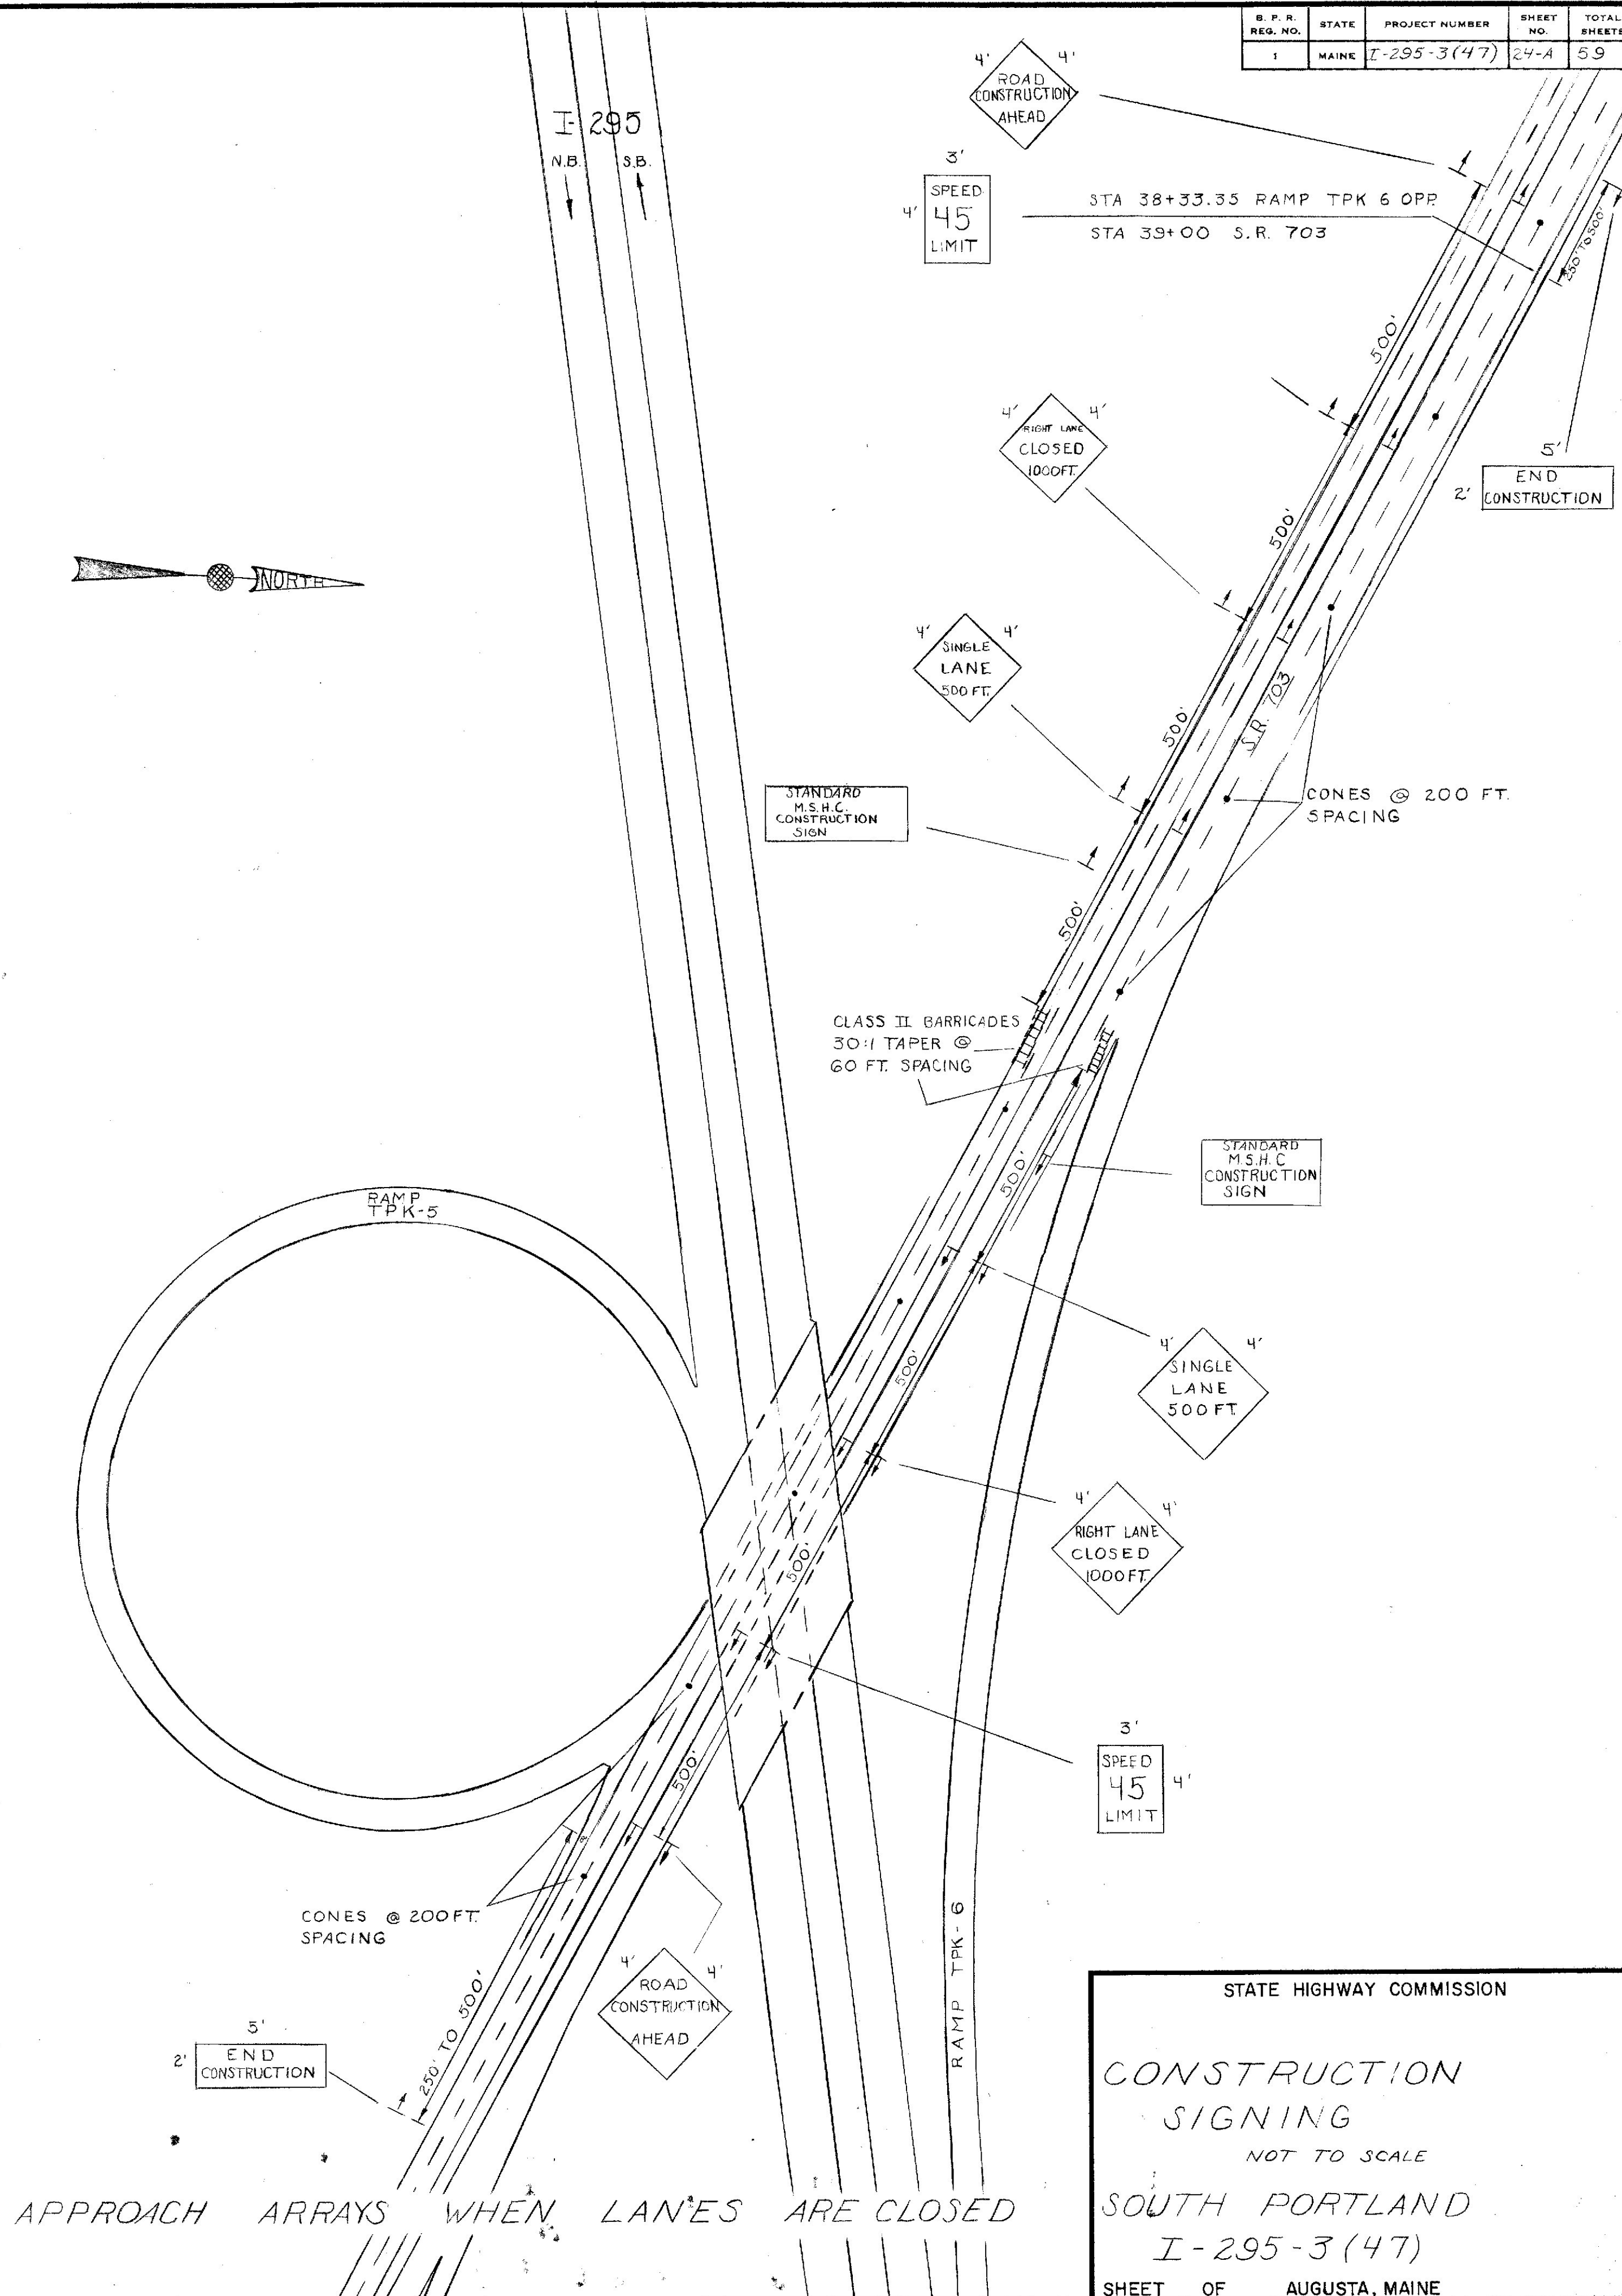 B. P. R. REG. NO.
STATE
PROJECT NUMBER
SHEET NO.
TOTAL SHEETS
1
MAINE
I-295-3(47)
24-A
59
4' 4'
ROAD
CONSTRUCTION
AHEAD
I-295
N.B. S.B.
3'
SPEED
4' 45
LIMIT
STA 38+33.35 RAMP TPK 6 OPP.
STA 39+00 S.R. 703
250' TO 500'
500'
4' 4'
RIGHT LANE
CLOSED
1000FT.
5'
END
2' CONSTRUCTION
500'
NORTH
4' 4'
SINGLE
LANE
500 FT.
500'
S.R. 703
STANDARD
M.S.H.C.
CONSTRUCTION
SIGN
CONES @ 200 FT.
SPACING
500'
CLASS II BARRICADES
30:1 TAPER @
60 FT. SPACING
STANDARD
M.S.H.C
CONSTRUCTION
SIGN
500'
RAMP
TPK-5
4' 4'
SINGLE
LANE
500 FT.
500'
4' 4'
RIGHT LANE
CLOSED
1000 FT.
500'
3'
SPEED
45 4'
LIMIT
500'
CONES @ 200 FT.
SPACING
RAMP TPK-6
4' 4'
ROAD
CONSTRUCTION
AHEAD
250' TO 500'
5'
END
2' CONSTRUCTION
STATE HIGHWAY COMMISSION
CONSTRUCTION
SIGNING
NOT TO SCALE
SOUTH PORTLAND
I-295-3(47)
SHEET OF AUGUSTA, MAINE
APPROACH ARRAYS WHEN LANES ARE CLOSED